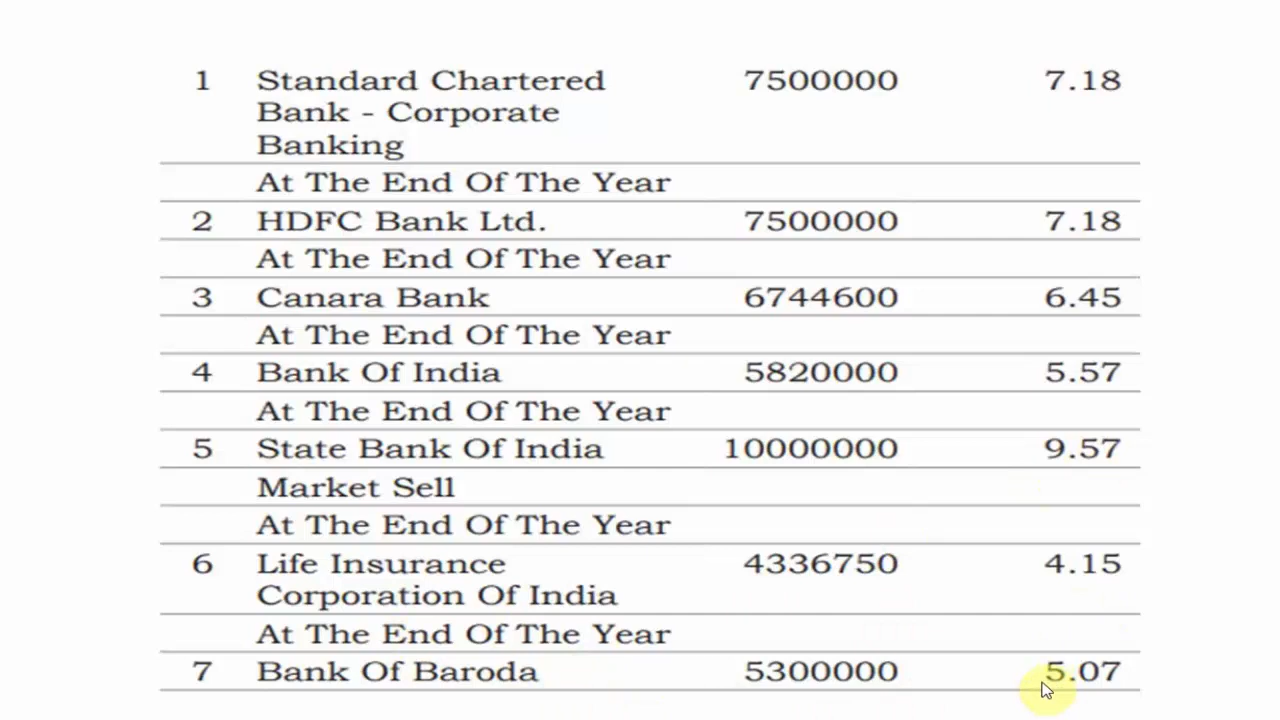 1 Standard Chartered 7500000 7.18
Bank - Corporate
Banking
At The End Of The Year
2 HDFC Bank Ltd. 7500000 7.18
At The End Of The Year
3 Canara Bank 6744600 6.45
At The End Of The Year
4 Bank Of India 5820000 5.57
At The End Of The Year
5 State Bank Of India 10000000 9.57
Market Sell
At The End Of The Year
6 Life Insurance 4336750 4.15
Corporation Of India
At The End Of The Year
7 Bank Of Baroda 5300000 5.07